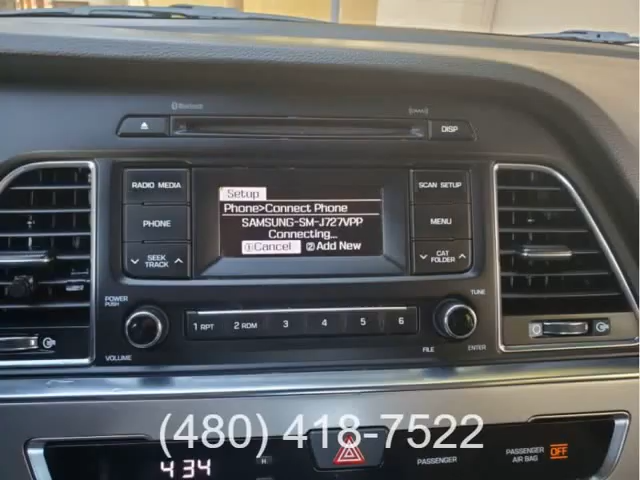 Bluetooth
DISP
RADIO MEDIA
PHONE
SEEK
TRACK
Setup
Phone>Connect Phone
SAMSUNG-SM-J727VPP
Connecting...
①Cancel ②Add New
SCAN SETUP
MENU
CAT
FOLDER
POWER
PUSH
VOLUME
1 RPT 2 RDM 3 4 5 6
TUNE
FILE ENTER
(480) 418-7522
4:34
H
PASSENGER
PASSENGER
AIR BAG
OFF